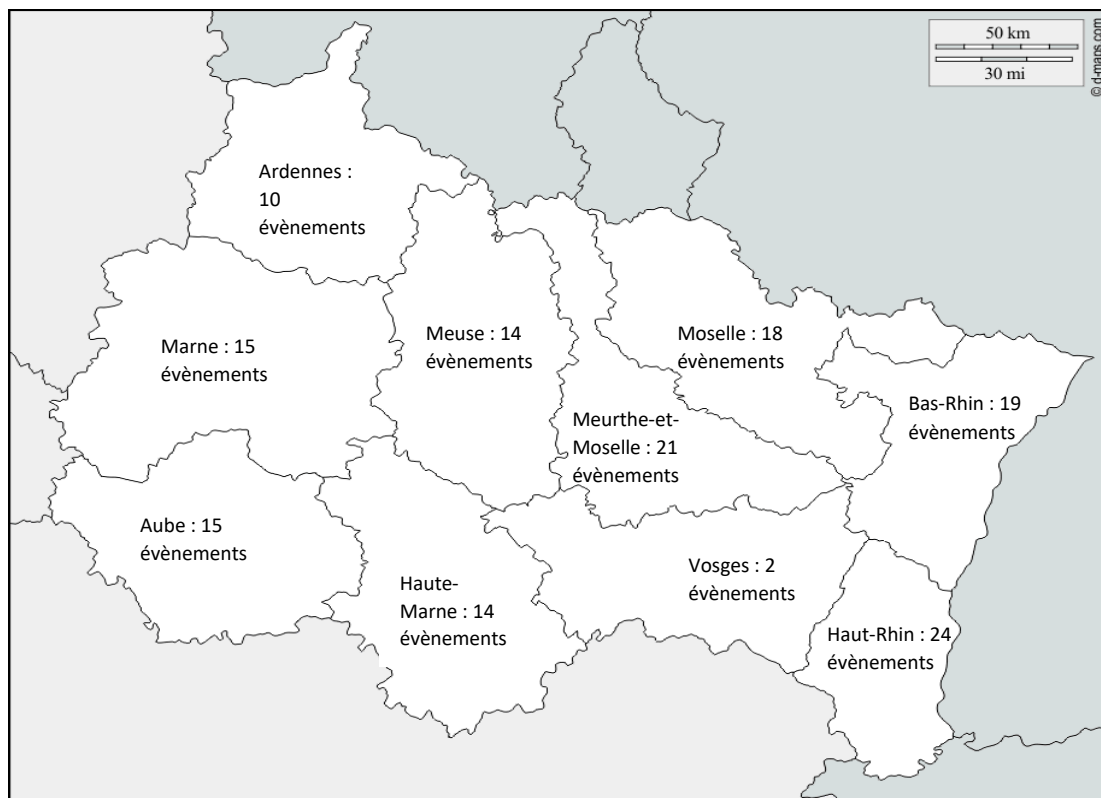 50 km
30 mi
© d-maps.com
Ardennes :
10
évènements
Marne : 15
évènements
Meuse : 14
évènements
Moselle : 18
évènements
Bas-Rhin : 19
évènements
Meurthe-et-
Moselle : 21
évènements
Aube : 15
évènements
Haute-
Marne : 14
évènements
Vosges : 2
évènements
Haut-Rhin : 24
évènements